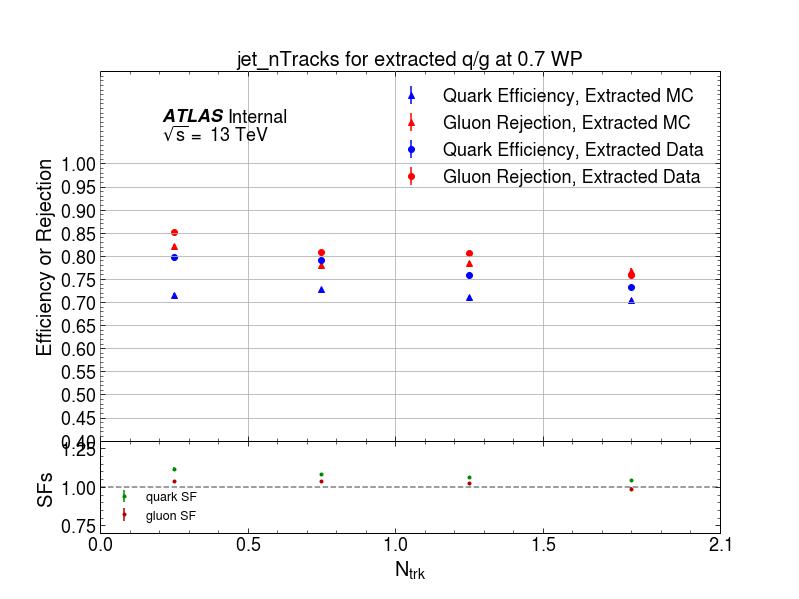 jet_nTracks for extracted q/g at 0.7 WP
ATLAS Internal
√s = 13 TeV
Quark Efficiency, Extracted MC
Gluon Rejection, Extracted MC
Quark Efficiency, Extracted Data
Gluon Rejection, Extracted Data
Efficiency or Rejection
1.00
0.95
0.90
0.85
0.80
0.75
0.70
0.65
0.60
0.55
0.50
0.45
0.40
SFs
1.25
1.00
0.75
quark SF
gluon SF
0.0 0.5 1.0 1.5 2.1
N_trk